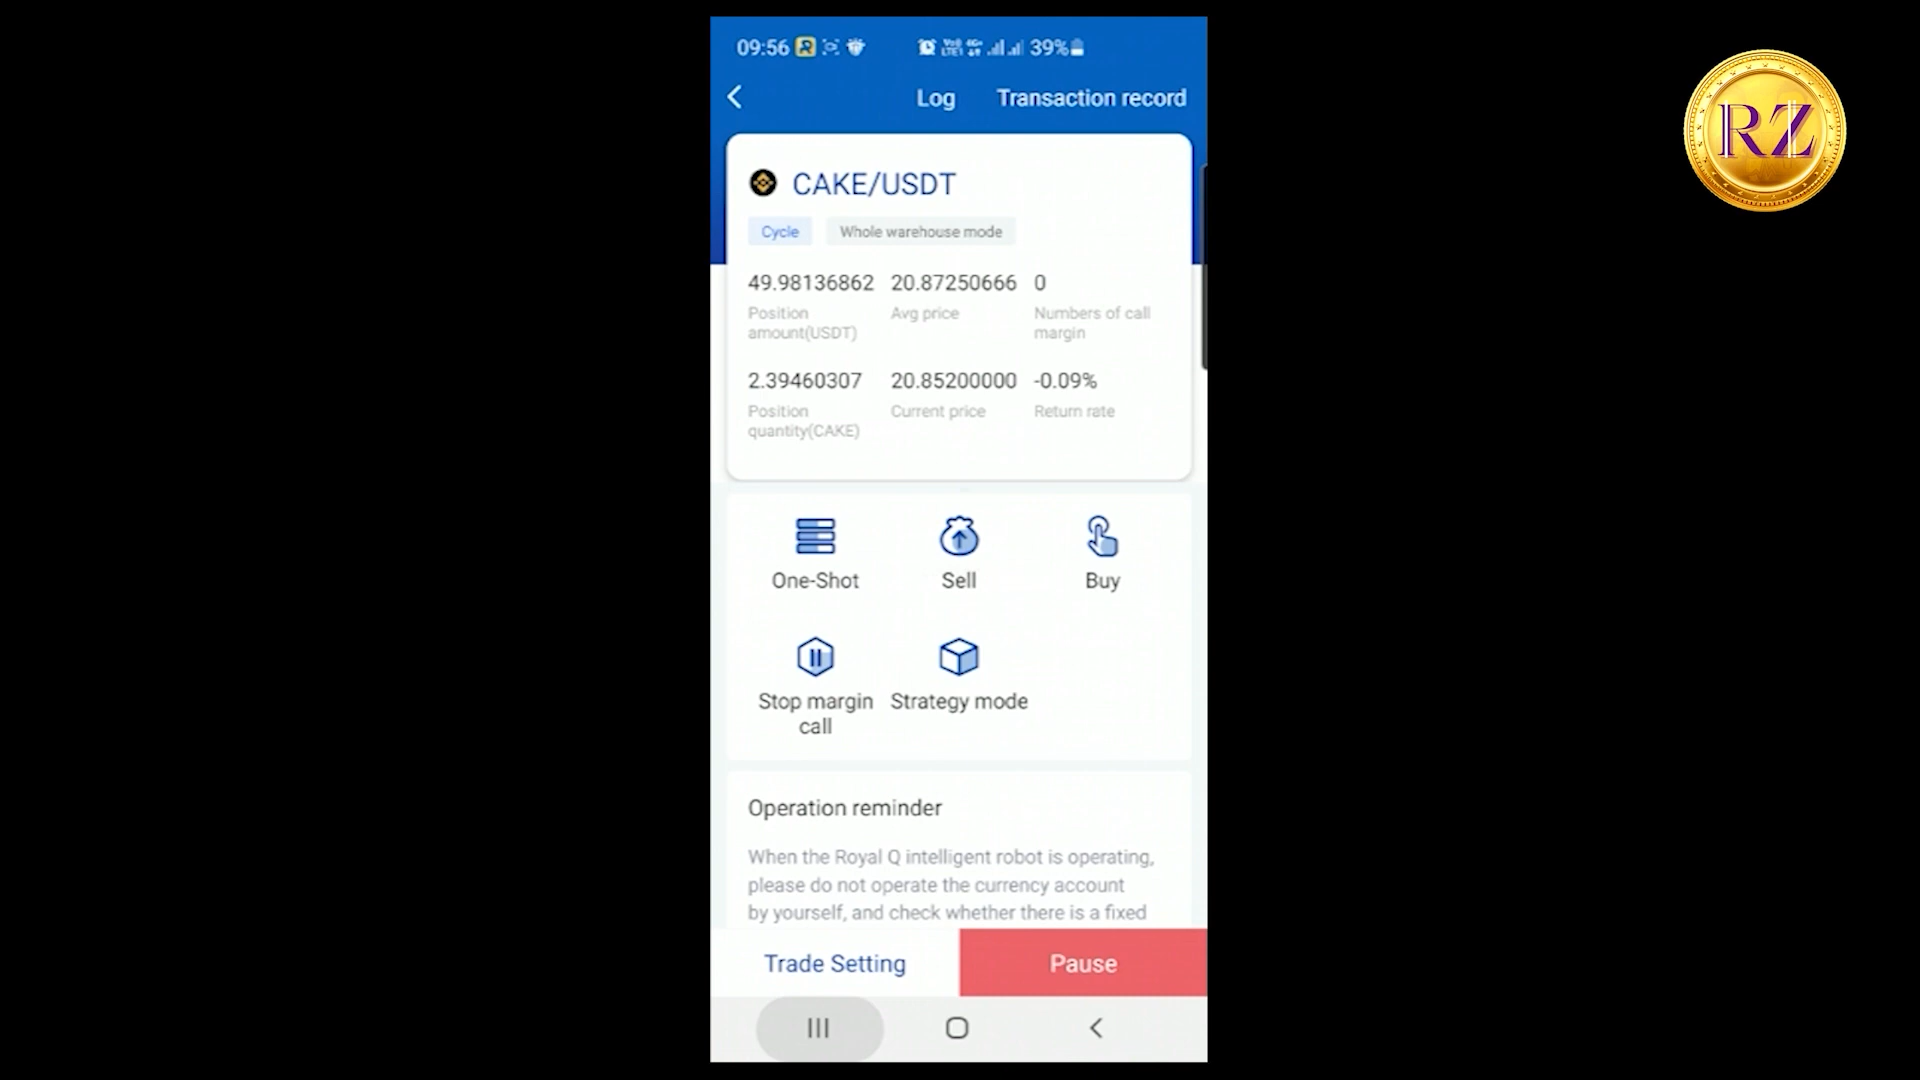 09:56 39%
Log Transaction record
CAKE/USDT
Cycle Whole warehouse mode
49.98136862 20.87250666 0
Position Avg price Numbers of call
amount(USDT) margin
2.39460307 20.85200000 -0.09%
Position Current price Return rate
quantity(CAKE)
One-Shot Sell Buy
Stop margin Strategy mode
call
Operation reminder
When the Royal Q intelligent robot is operating,
please do not operate the currency account
by yourself, and check whether there is a fixed
Trade Setting Pause
RZ